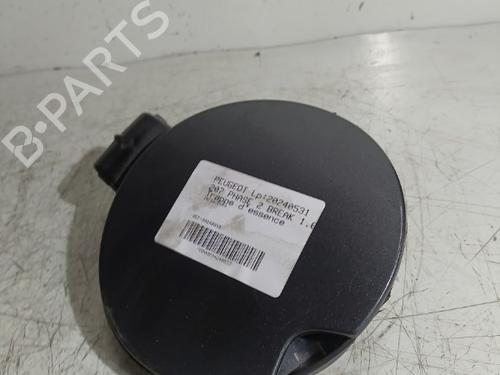 PEUGEOT Lp:20240531
207 PHASE 2 BREAK 1.6
Trappe d'essence
B-PARTS